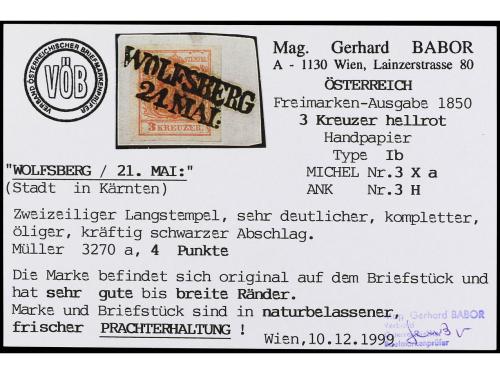 VERBAND ÖSTERREICHISCHER BRIEFMARKENPRÜFER
VÖB
WOLFSBERG
21. MAI:
3 KREUZER.
Mag. Gerhard BABOR
A - 1130 Wien, Lainzerstrasse 80
ÖSTERREICH
Freimarken-Ausgabe 1850
3 Kreuzer hellrot
Handpapier
Type Ib
MICHEL Nr.3 X a
ANK Nr.3 H
"WOLFSBERG / 21. MAI:"
(Stadt in Kärnten)
Zweizeiliger Langstempel, sehr deutlicher, kompletter,
öliger, kräftig schwarzer Abschlag.
Müller 3270 a, 4 Punkte
Die Marke befindet sich original auf dem Briefstück und
hat sehr gute bis breite Ränder.
Marke und Briefstück sind in naturbelassener,
frischer PRACHTERHALTUNG !
Wien,10.12.1999
Mag. Gerhard BABOR
Verband
Briefmarkenprüfer